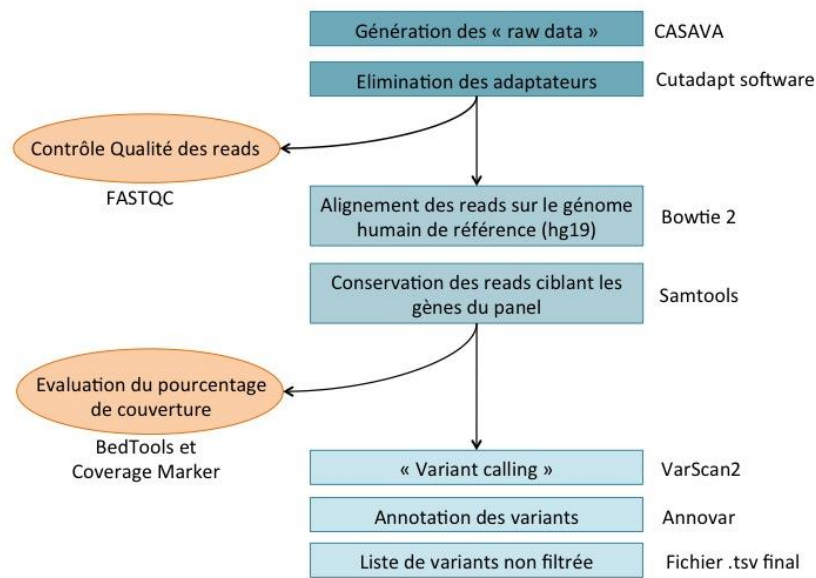 Génération des « raw data »
CASAVA
Elimination des adaptateurs
Cutadapt software
Contrôle Qualité des reads
FASTQC
Alignement des reads sur le génome
humain de référence (hg19)
Bowtie 2
Conservation des reads ciblant les
gènes du panel
Samtools
Evaluation du pourcentage
de couverture
BedTools et
Coverage Marker
« Variant calling »
VarScan2
Annotation des variants
Annovar
Liste de variants non filtrée
Fichier .tsv final